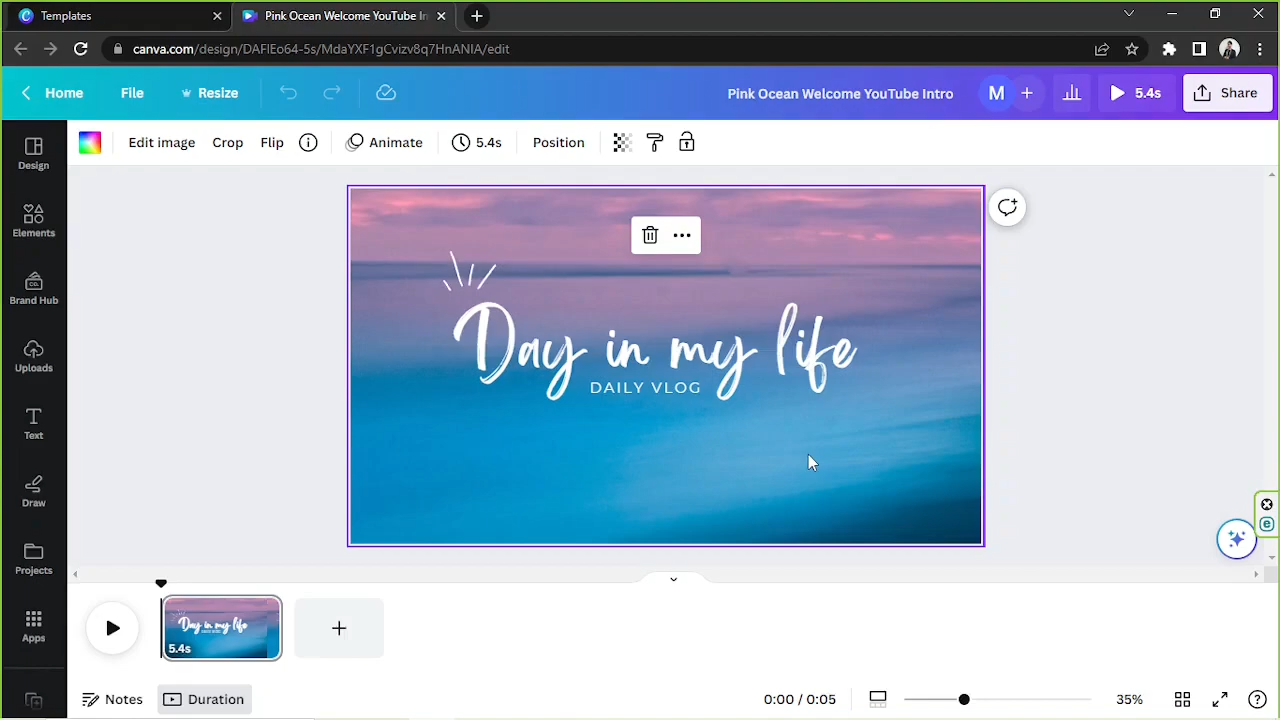 Templates
Pink Ocean Welcome YouTube In
canva.com/design/DAFlEo64-5s/MdaYXF1gCvizv8q7HnANIA/edit
Home File Resize Pink Ocean Welcome YouTube Intro M 5.4s Share
Edit image Crop Flip Animate 5.4s Position
Design
Elements
Brand Hub
Uploads
Text
Draw
Projects
Apps
Day in my life
DAILY VLOG
Day in my life
5.4s
Notes Duration 0:00 / 0:05 35%